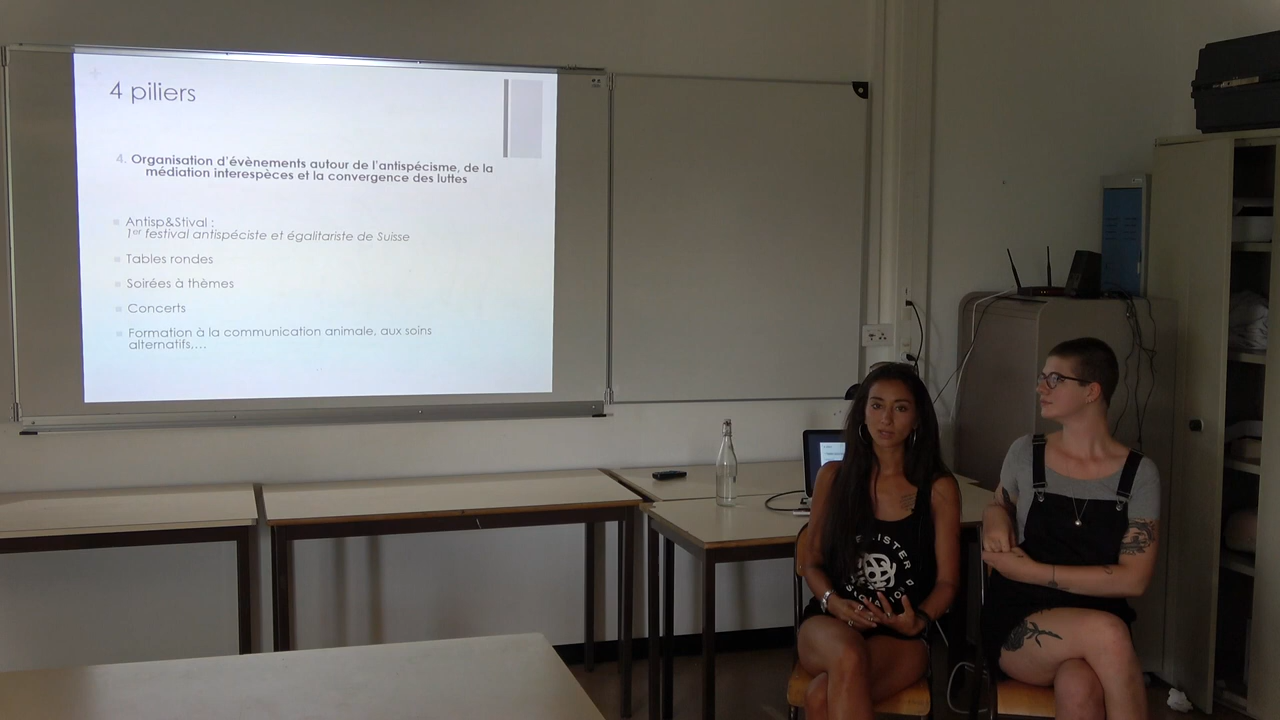 4 piliers
4. Organisation d'évènements autour de l'antispécisme, de la
médiation interespèces et la convergence des luttes
Antisp&Stival :
1er festival antispéciste et égalitariste de Suisse
Tables rondes
Soirées à thèmes
Concerts
Formation à la communication animale, aux soins
alternatifs,...